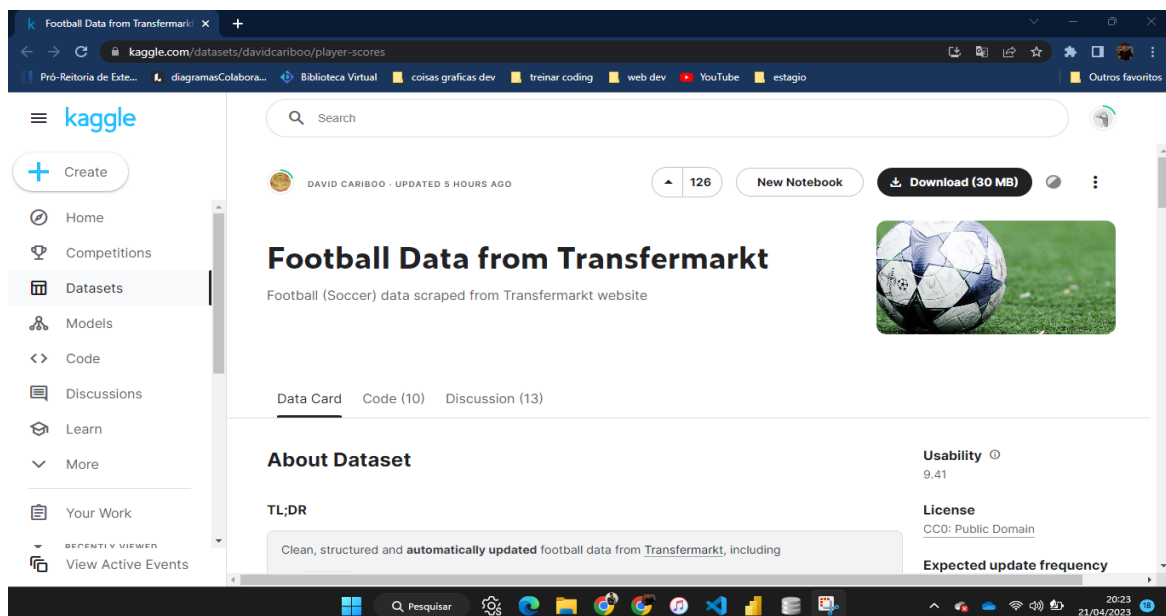 Football Data from Transfermarkt
kaggle.com/datasets/davidcariboo/player-scores
Pró-Reitoria de Exte... diagramasColabora... Biblioteca Virtual coisas graficas dev treinar coding web dev YouTube estagio Outros favoritos
kaggle
Search
Create
DAVID CARIBOO · UPDATED 5 HOURS AGO
126
New Notebook
Download (30 MB)
Home
Competitions
Datasets
Models
Code
Discussions
Learn
More
Your Work
RECENTLY VIEWED
View Active Events
Football Data from Transfermarkt
Football (Soccer) data scraped from Transfermarkt website
Data Card Code (10) Discussion (13)
About Dataset
TL;DR
Clean, structured and automatically updated football data from Transfermarkt, including
Usability
9.41
License
CC0: Public Domain
Expected update frequency
Pesquisar
20:23
21/04/2023
18